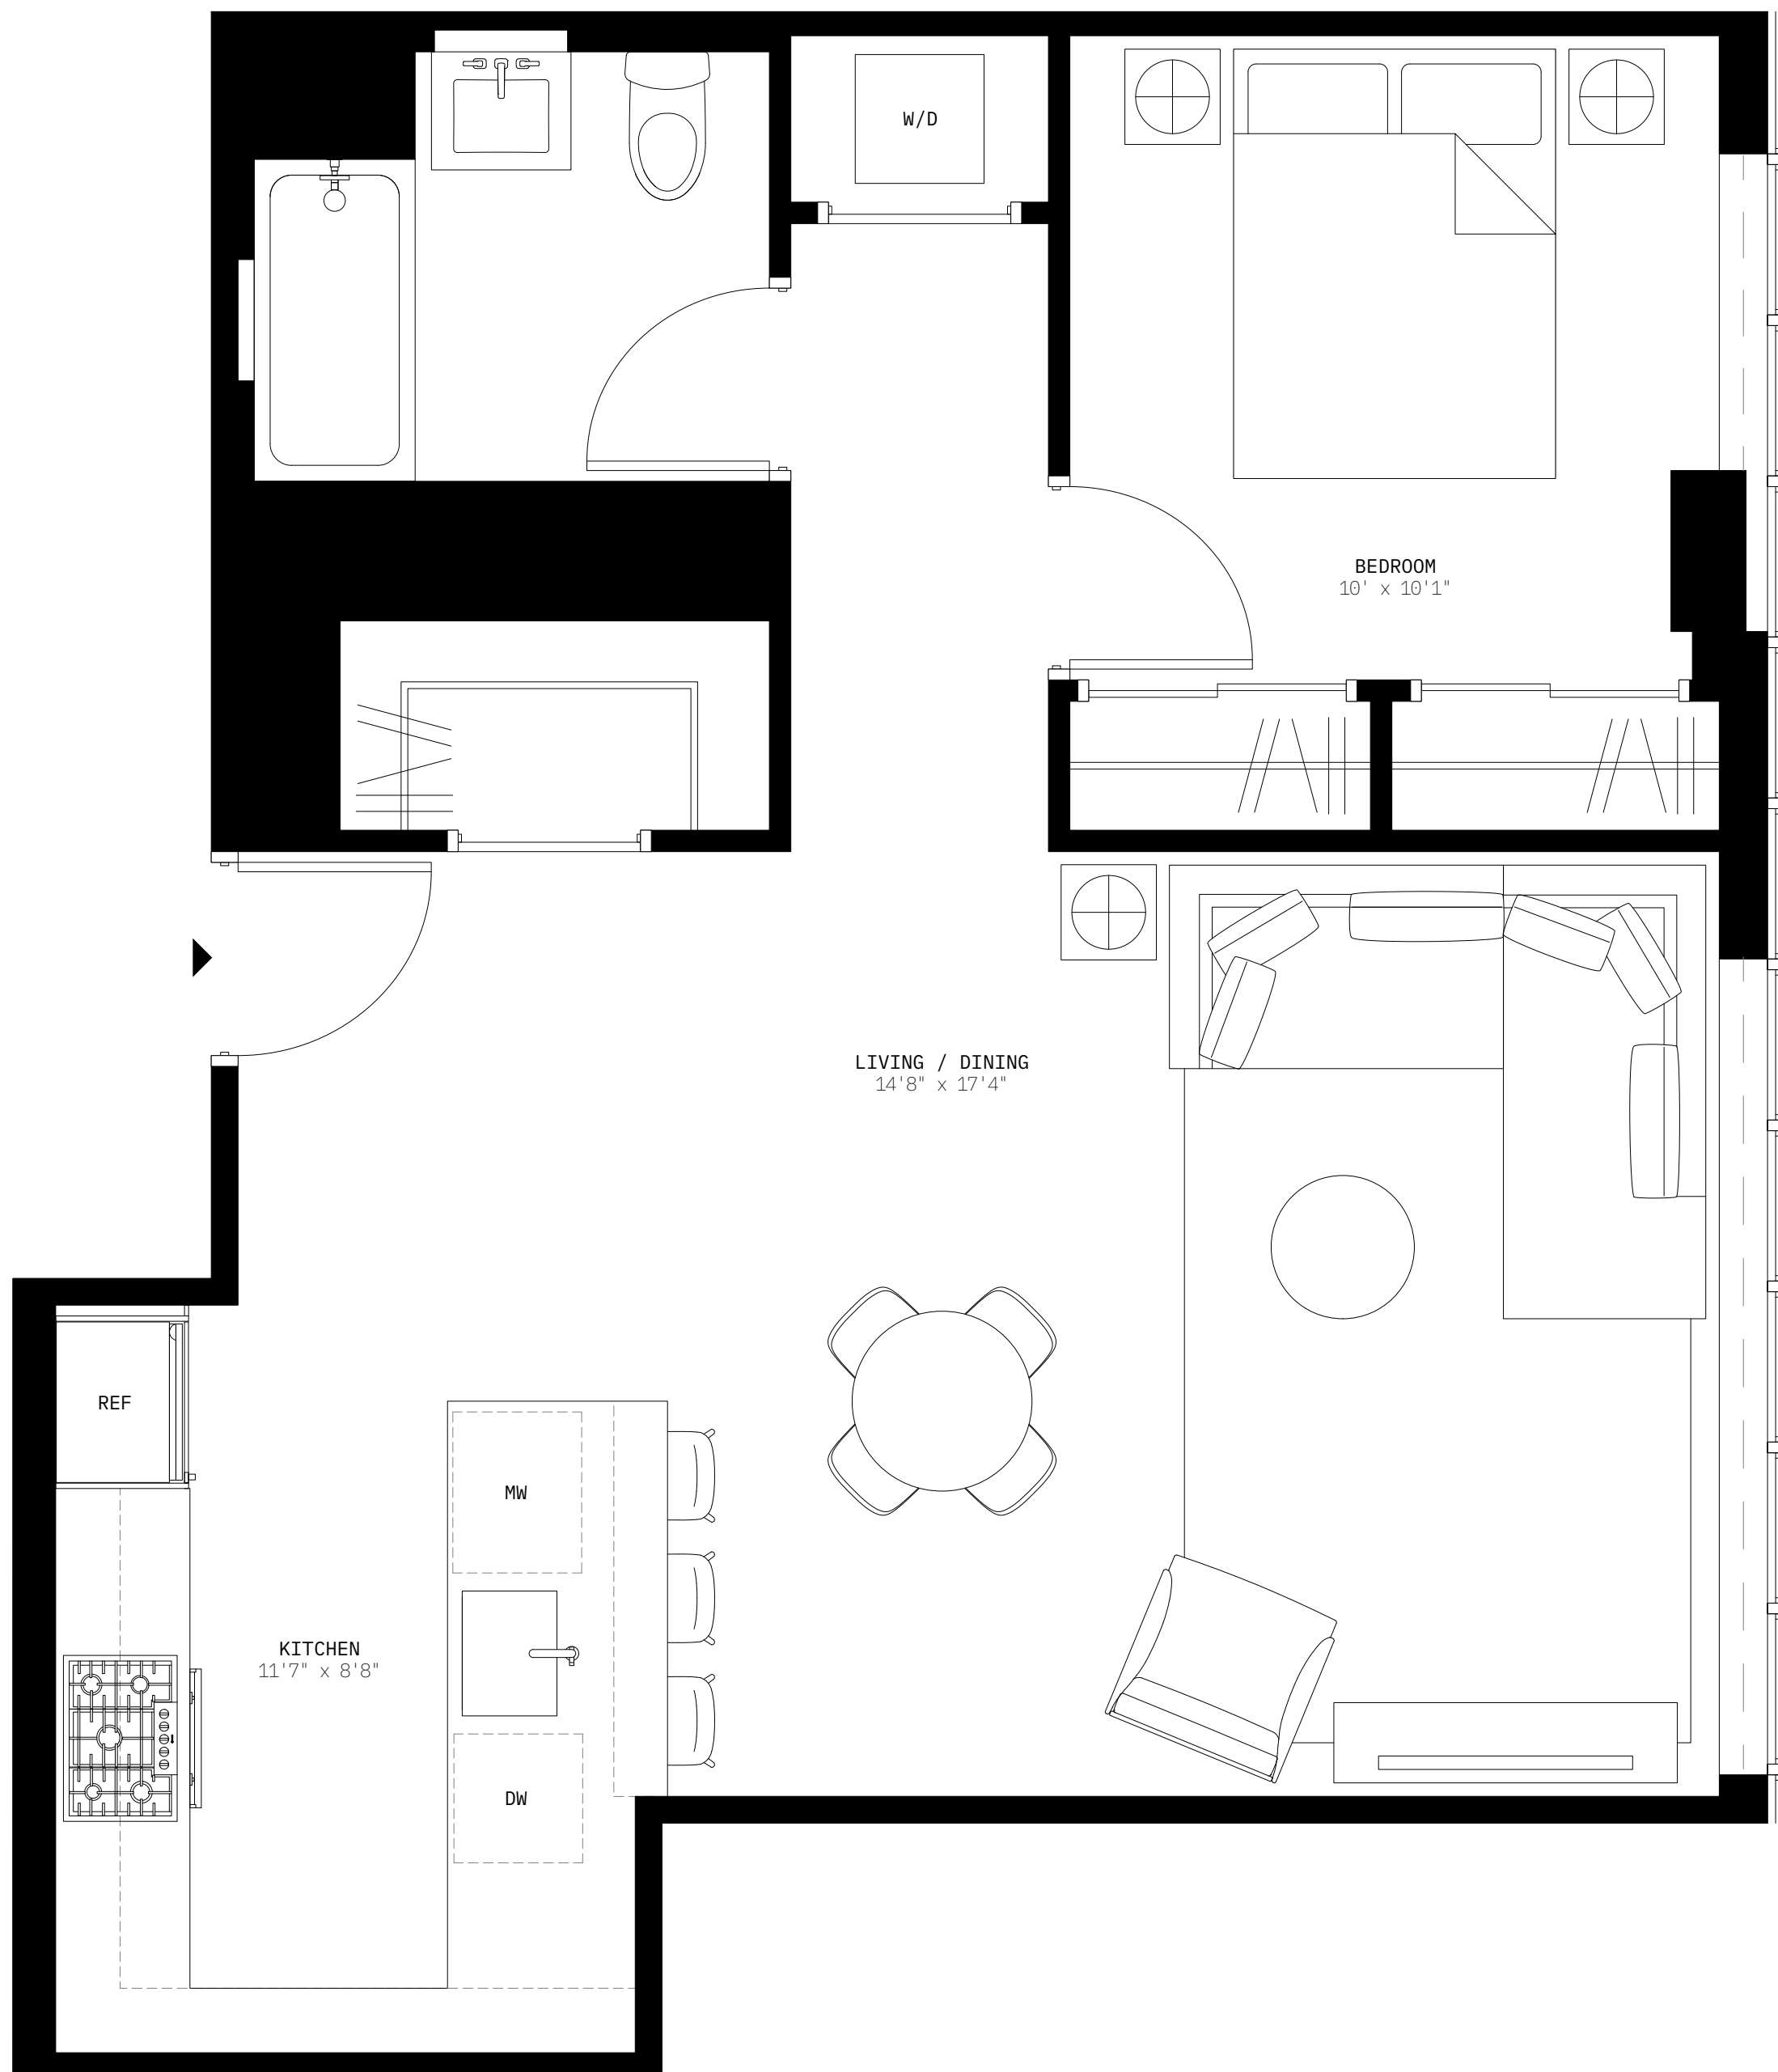 W/D
BEDROOM
10' x 10'1"
LIVING / DINING
14'8" x 17'4"
REF
MW
KITCHEN
11'7" x 8'8"
DW